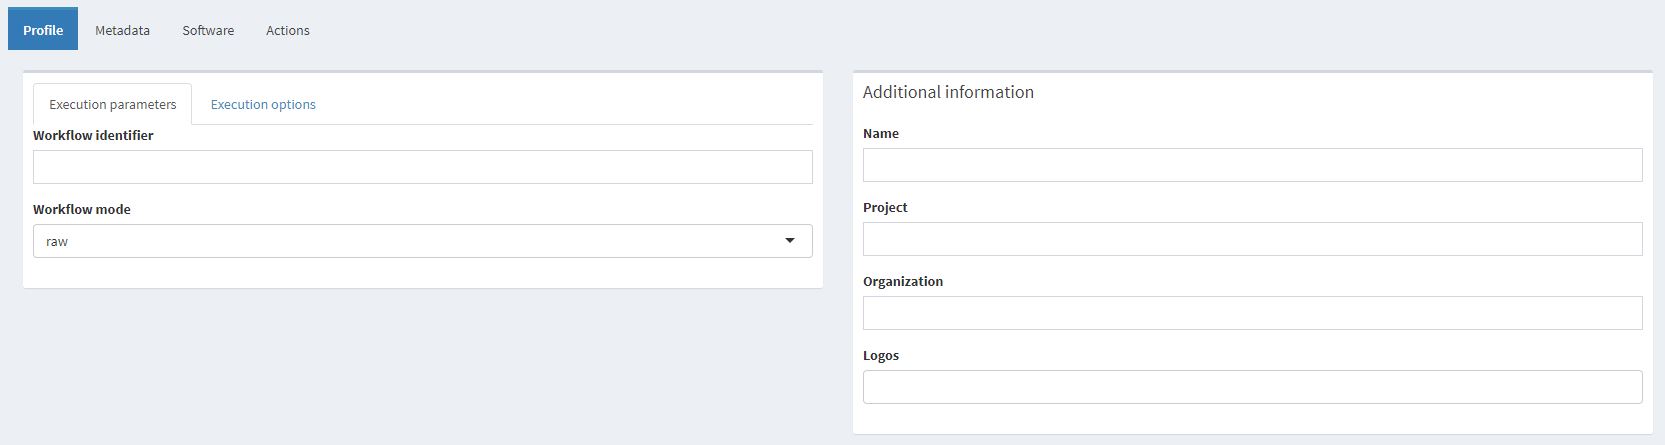 Profile Metadata Software Actions
Execution parameters Execution options
Workflow identifier
Workflow mode
raw
Additional information
Name
Project
Organization
Logos